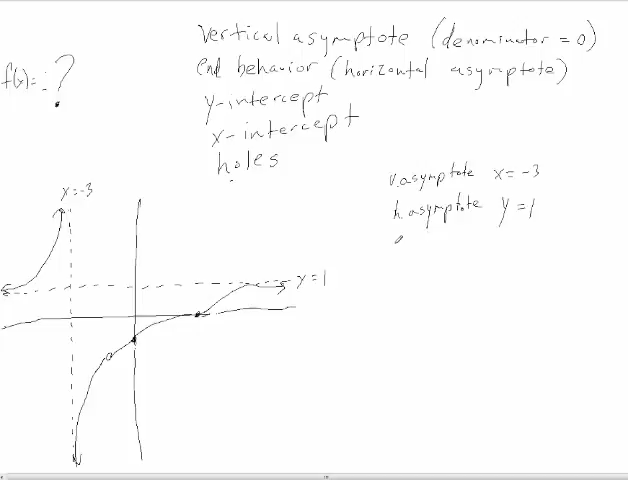 vertical asymptote (denominator = 0)
end behavior (horizontal asymptote)
f(x)= ?
y-intercept
x-intercept
holes
v.asymptote x=-3
x=-3
h.asymptote y=1
y=1